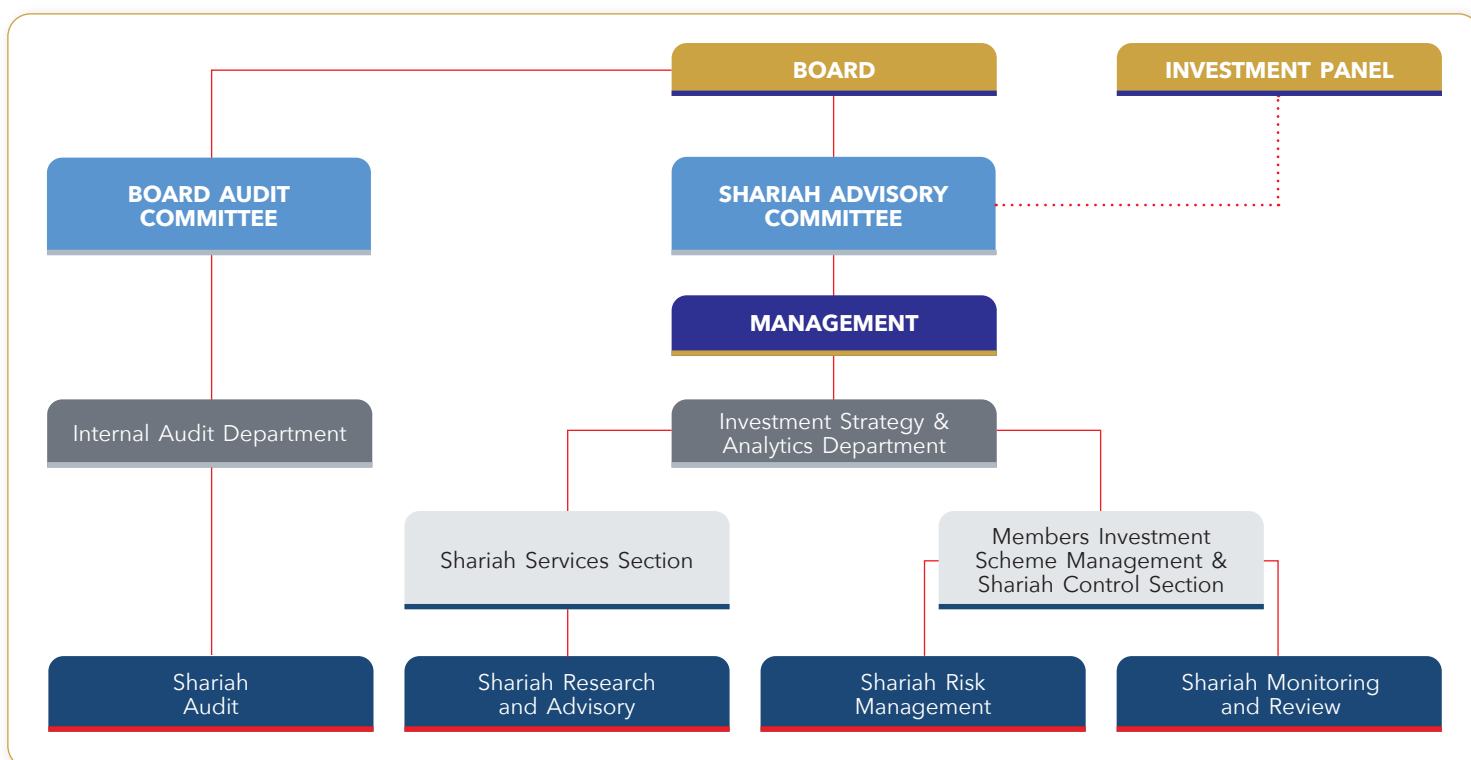 BOARD
INVESTMENT PANEL
BOARD AUDIT
COMMITTEE
SHARIAH ADVISORY
COMMITTEE
MANAGEMENT
Internal Audit Department
Investment Strategy &
Analytics Department
Shariah Services Section
Members Investment
Scheme Management &
Shariah Control Section
Shariah
Audit
Shariah Research
and Advisory
Shariah Risk
Management
Shariah Monitoring
and Review